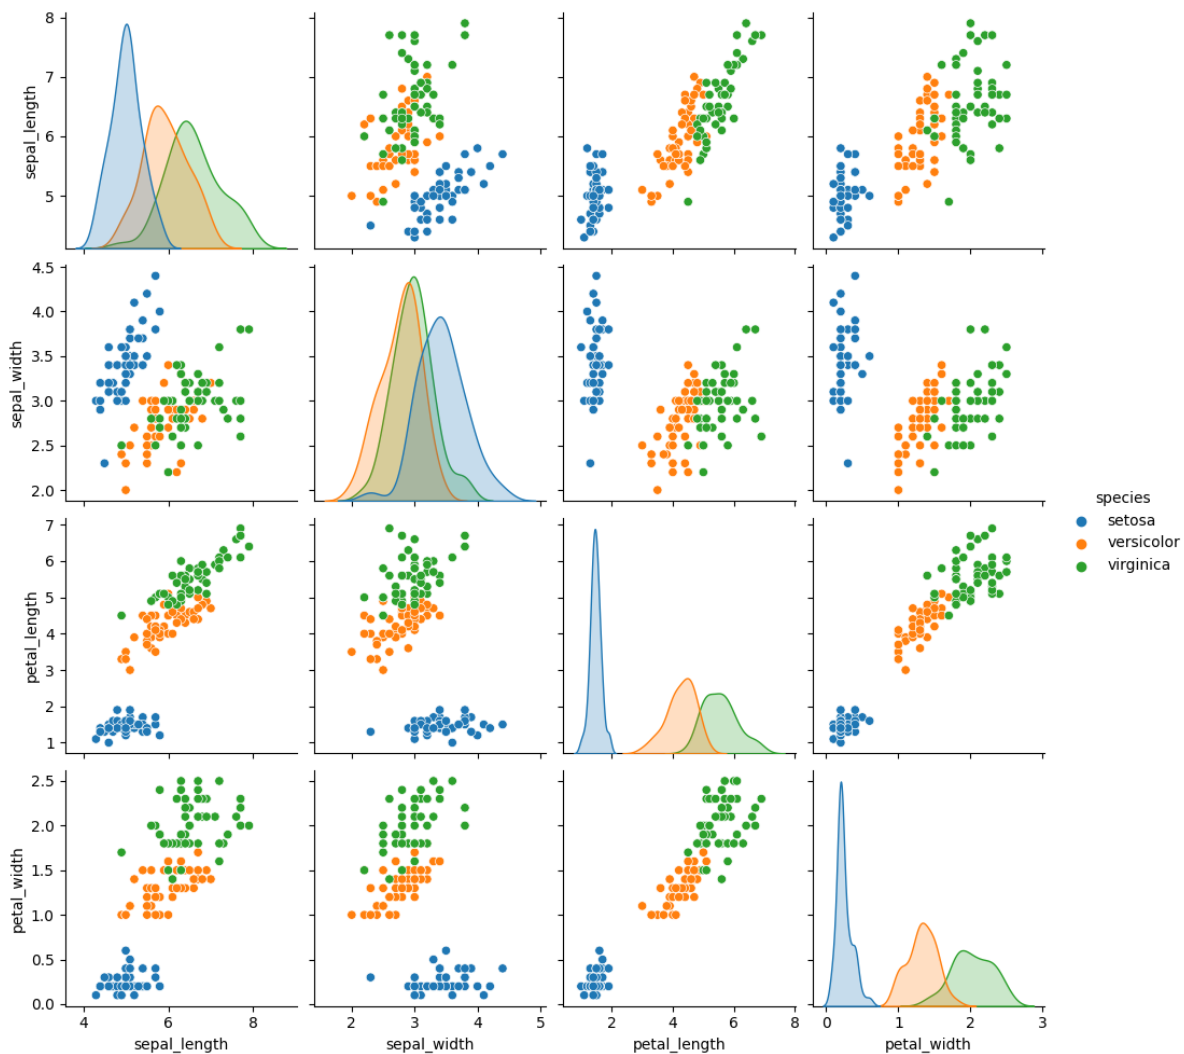 8
7
6
5
sepal_length
4.5
4.0
3.5
3.0
2.5
2.0
sepal_width
species
setosa
versicolor
virginica
7
6
5
4
3
2
1
petal_length
2.5
2.0
1.5
1.0
0.5
0.0
petal_width
4 6 8
2 3 4 5
2 4 6 8
0 1 2 3
sepal_length
sepal_width
petal_length
petal_width